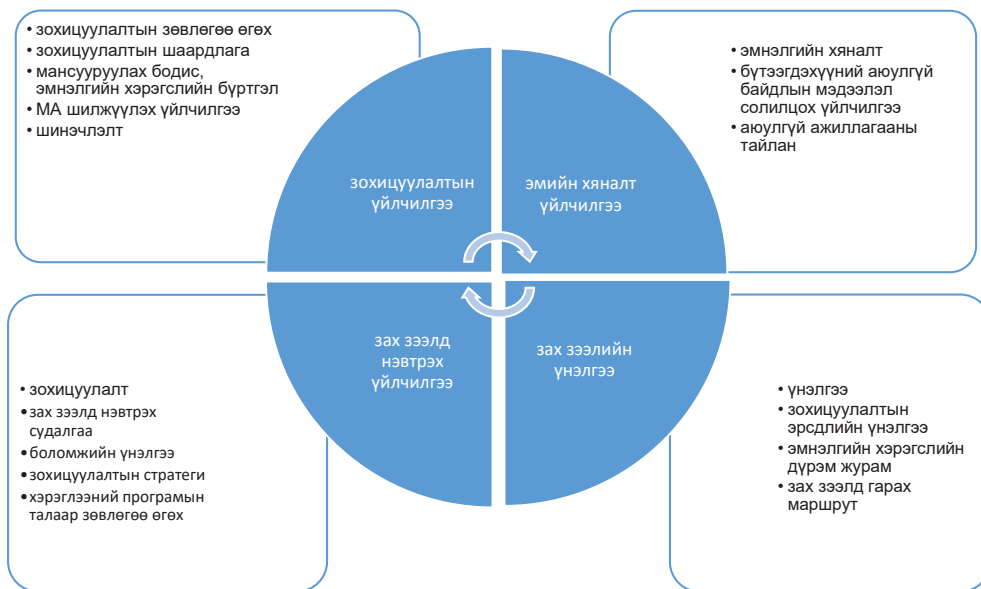 • зохицуулалтын зөвлөгөө өгөх
• зохицуулалтын шаардлага
• мансууруулах бодис,
эмнэлгийн хэрэгслийн бүртгэл
• МА шилжүүлэх үйлчилгээ
• шинэчлэлт
• эмнэлгийн хяналт
• бүтээгдэхүүний аюулгүй
байдлын мэдээлэл
солилцох үйлчилгээ
• аюулгүй ажиллагааны
тайлан
зохицуулалтын
үйлчилгээ
эмийн хяналт
үйлчилгээ
зах зээлд
нэвтрэх
үйлчилгээ
зах зээлийн
үнэлгээ
• зохицуулалт
• зах зээлд нэвтрэх
судалгаа
• боломжийн үнэлгээ
• зохицуулалтын стратеги
• хэрэглээний програмын
талаар зөвлөгөө өгөх
• үнэлгээ
• зохицуулалтын
эрсдлийн үнэлгээ
• эмнэлгийн хэрэгслийн
дүрэм журам
• зах зээлд гарах
маршрут